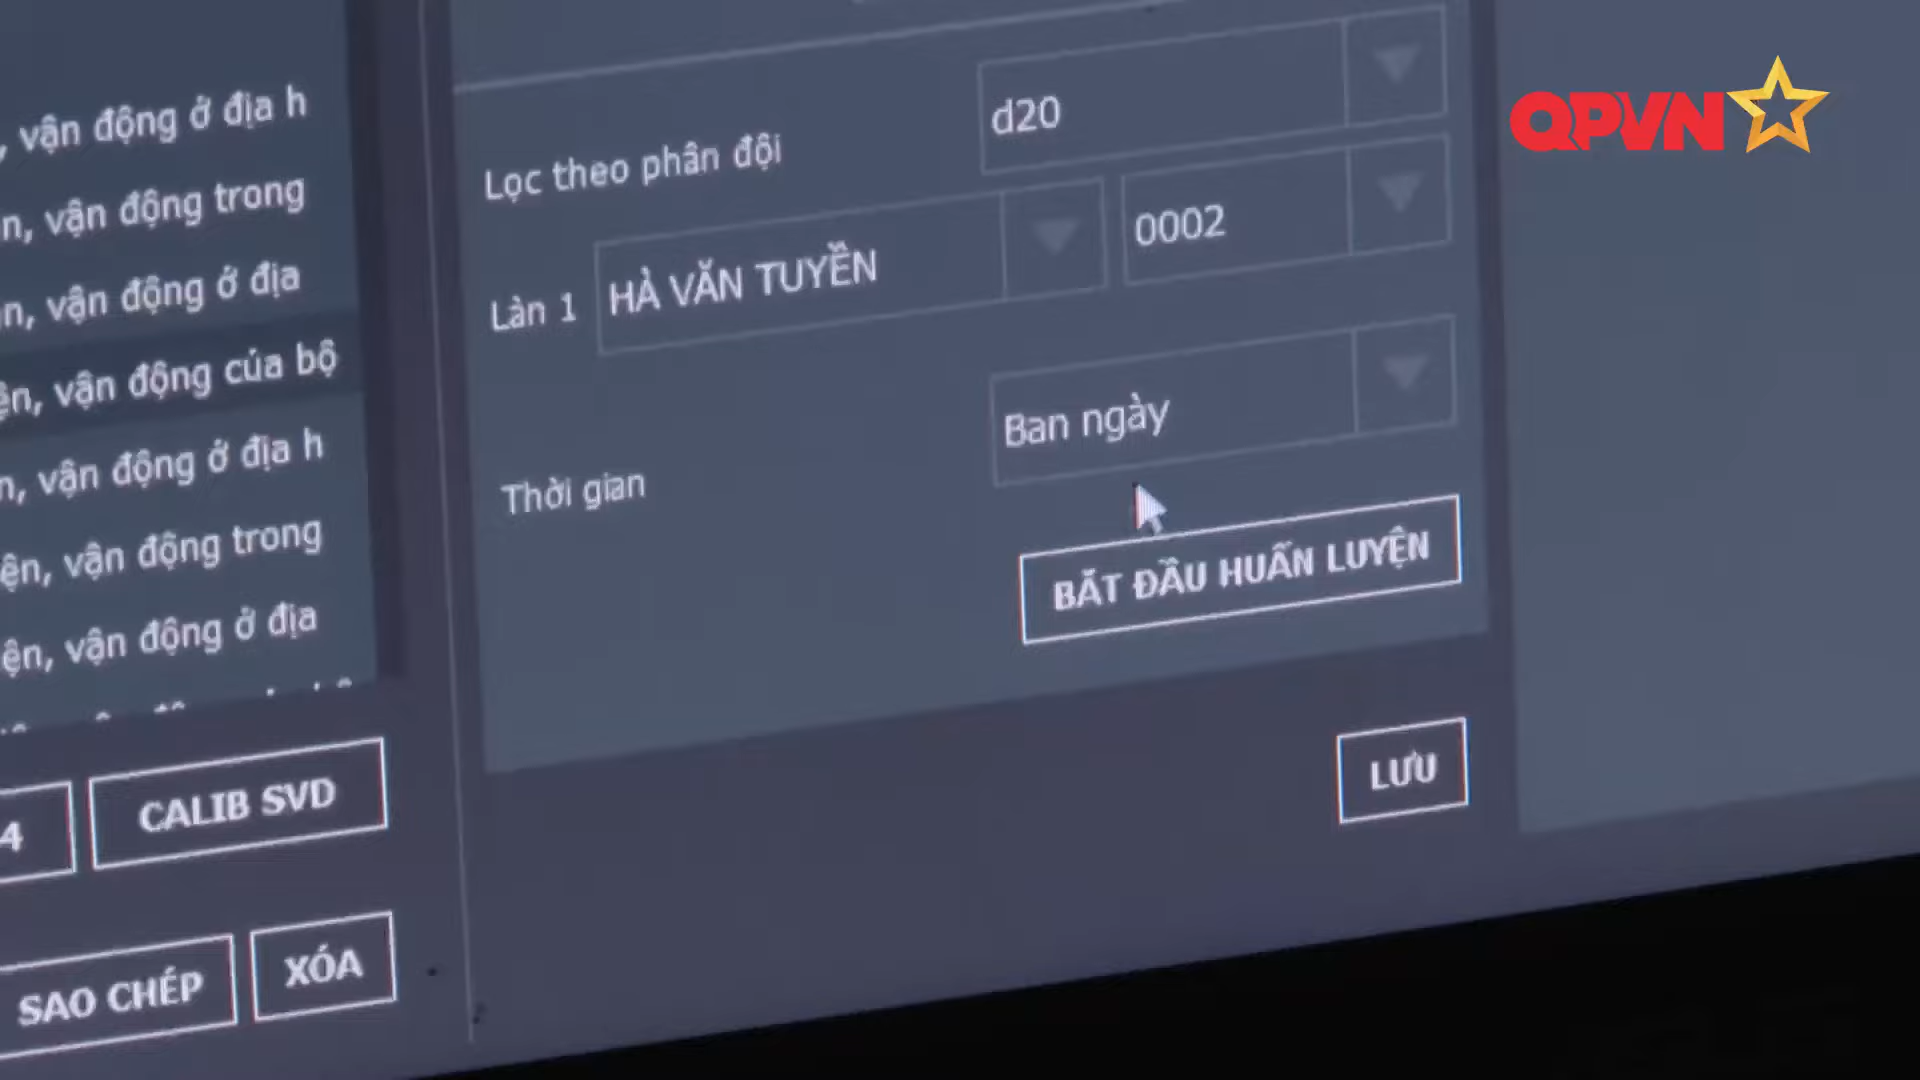 , vận động ở địa h
n, vận động trong
n, vận động ở địa
ện, vận động của bộ
n, vận động ở địa h
ện, vận động trong
ện, vận động ở địa
4
CALIB SVD
SAO CHÉP
XÓA
Lọc theo phân đội
d20
Làn 1
HÀ VĂN TUYỀN
0002
Thời gian
Ban ngày
BẮT ĐẦU HUẤN LUYỆN
LƯU
QPVN